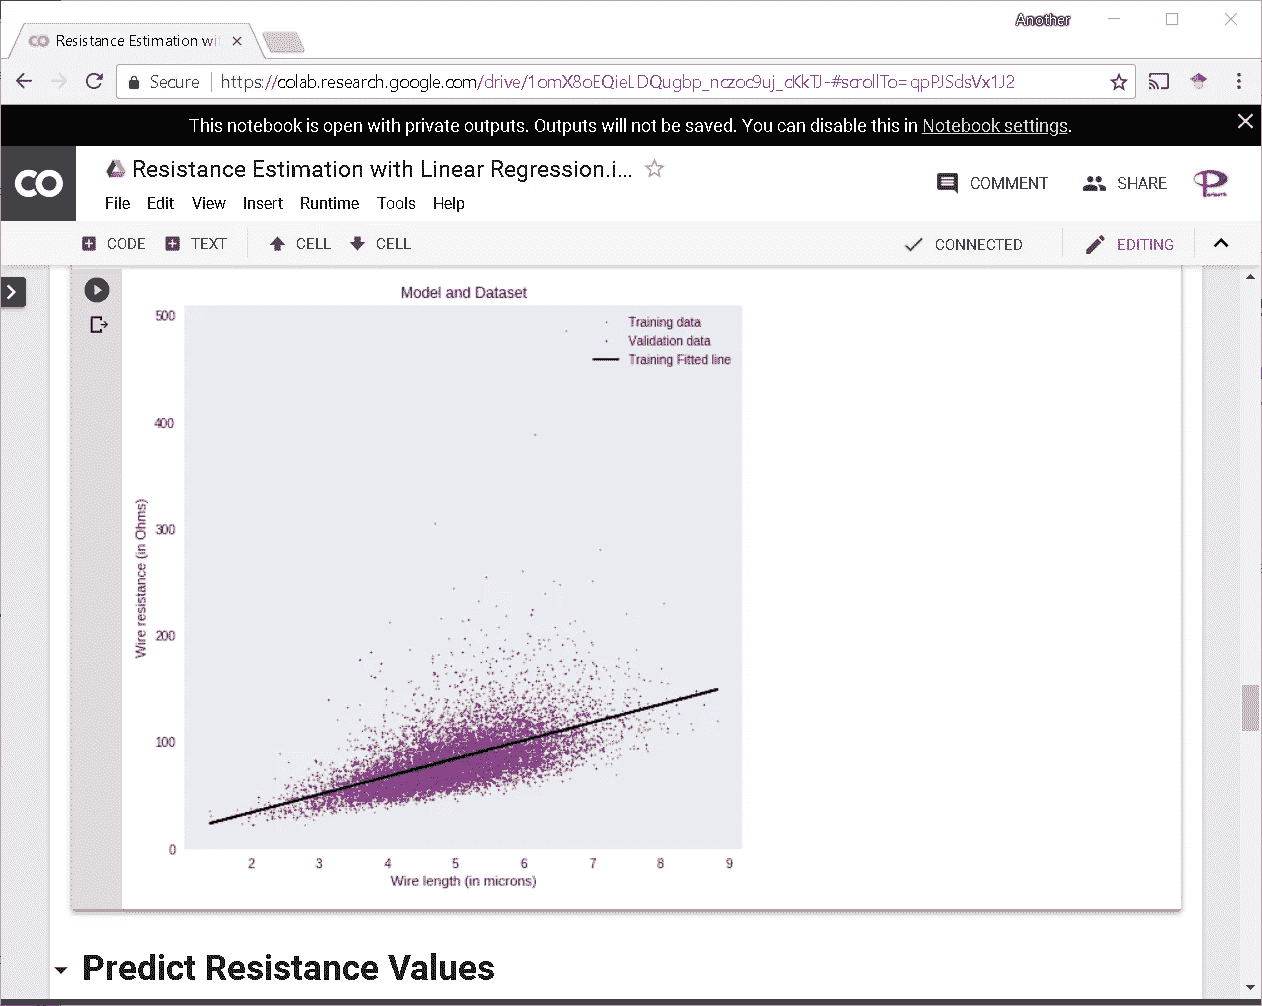 Another
Resistance Estimation wi
Secure https://colab.research.google.com/drive/1omX8oEQieLDQugbp_nczoc9uj_cKkTJ-#scrollTo=qpPJSdsVx1J2
This notebook is open with private outputs. Outputs will not be saved. You can disable this in Notebook settings.
CO
Resistance Estimation with Linear Regression.i...
COMMENT SHARE
File Edit View Insert Runtime Tools Help
CODE TEXT CELL CELL CONNECTED EDITING
Model and Dataset
500
400
300
200
100
0
Training data
Validation data
Training Fitted line
Wire resistance (in Ohms)
2 3 4 5 6 7 8 9
Wire length (in microns)
Predict Resistance Values